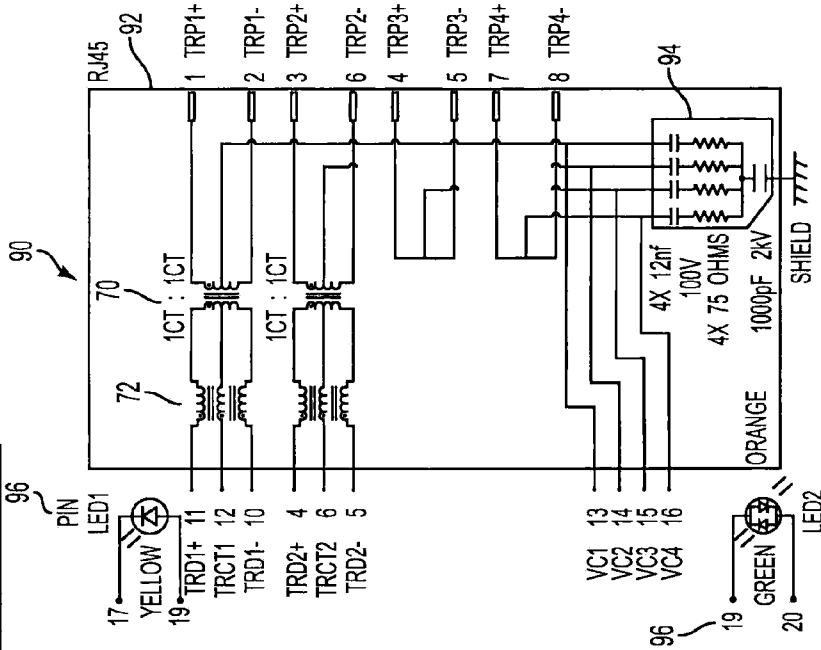 90
RJ45
92
96
PIN
LED1
17
YELLOW
19
72
70
1CT : 1CT
1CT : 1CT
TRD1+ 11
TRCT1 12
TRD1- 10
TRD2+ 4
TRCT2 6
TRD2- 5
1 TRP1+
2 TRP1-
3 TRP2+
6 TRP2-
4 TRP3+
5 TRP3-
7 TRP4+
8 TRP4-
VC1 13
VC2 14
VC3 15
VC4 16
94
4X 12nf
100V
4X 75 OHMS
1000pF 2kV
SHIELD
ORANGE
96
19
GREEN
20
LED2